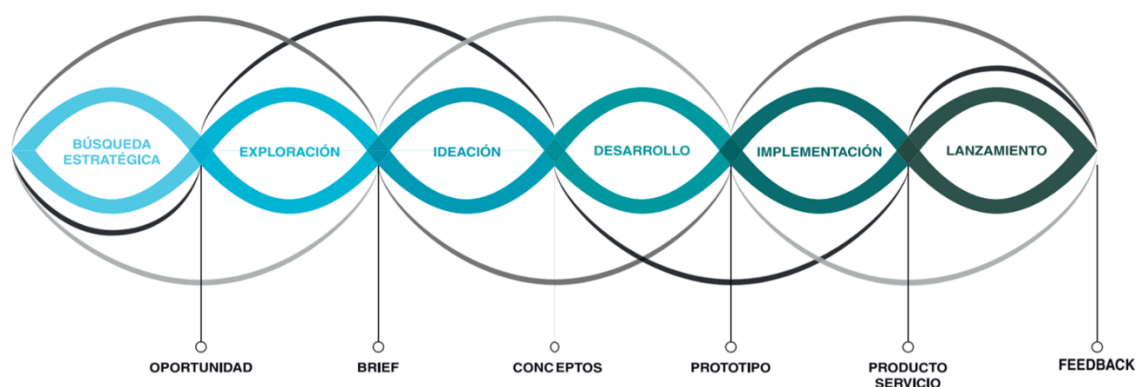 BÚSQUEDA
ESTRATÉGICA
EXPLORACIÓN
IDEACIÓN
DESARROLLO
IMPLEMENTACIÓN
LANZAMIENTO
OPORTUNIDAD
BRIEF
CONCEPTOS
PROTOTIPO
PRODUCTO
SERVICIO
FEEDBACK